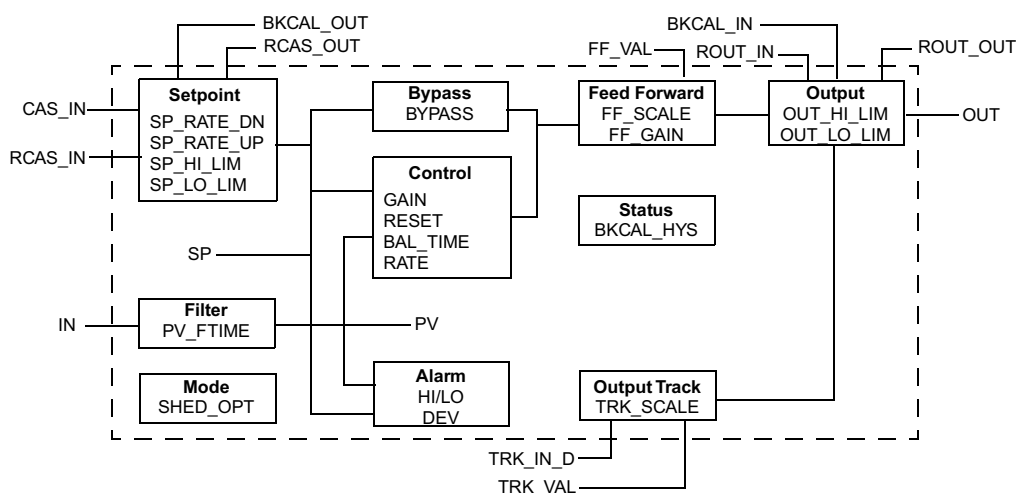 BKCAL_OUT
RCAS_OUT
BKCAL_IN
FF_VAL
ROUT_IN
ROUT_OUT
CAS_IN
RCAS_IN
Setpoint
SP_RATE_DN
SP_RATE_UP
SP_HI_LIM
SP_LO_LIM
Bypass
BYPASS
Feed Forward
FF_SCALE
FF_GAIN
Output
OUT_HI_LIM
OUT_LO_LIM
OUT
Control
GAIN
RESET
BAL_TIME
RATE
Status
BKCAL_HYS
SP
IN
Filter
PV_FTIME
PV
Mode
SHED_OPT
Alarm
HI/LO
DEV
Output Track
TRK_SCALE
TRK_IN_D
TRK_VAL